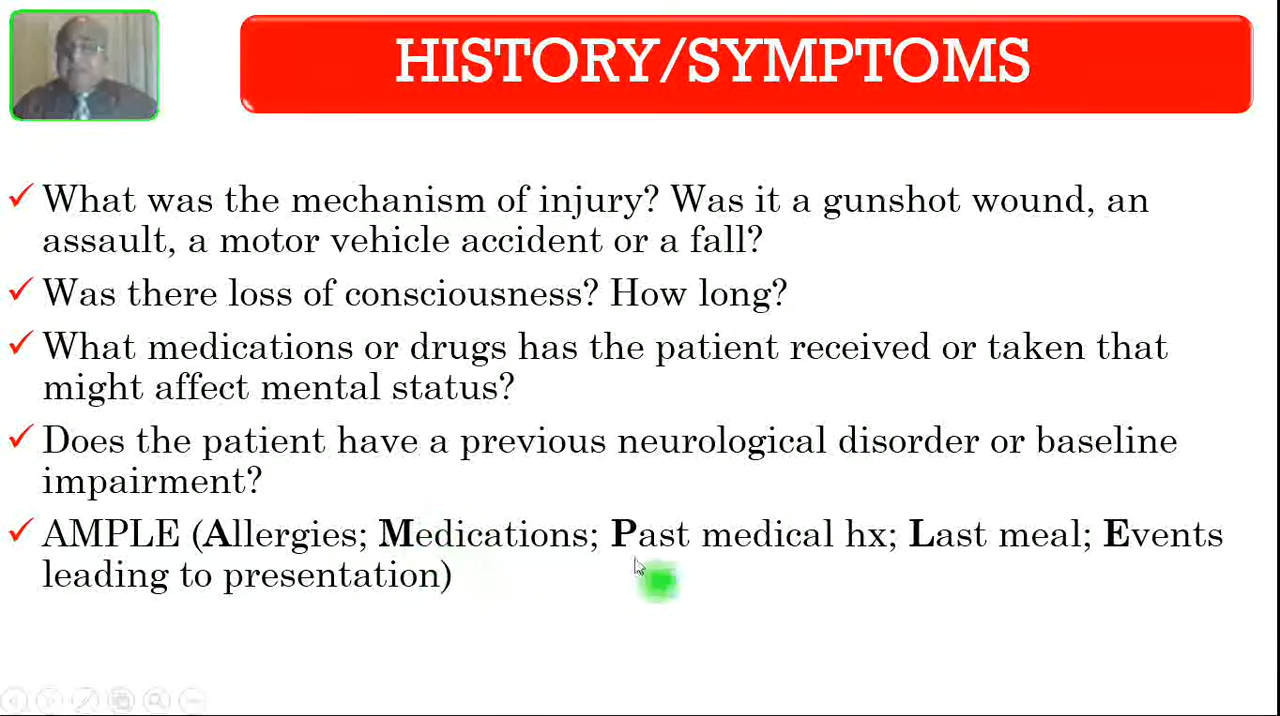 HISTORY/SYMPTOMS
What was the mechanism of injury? Was it a gunshot wound, an
assault, a motor vehicle accident or a fall?
Was there loss of consciousness? How long?
What medications or drugs has the patient received or taken that
might affect mental status?
Does the patient have a previous neurological disorder or baseline
impairment?
AMPLE (Allergies; Medications; Past medical hx; Last meal; Events
leading to presentation)